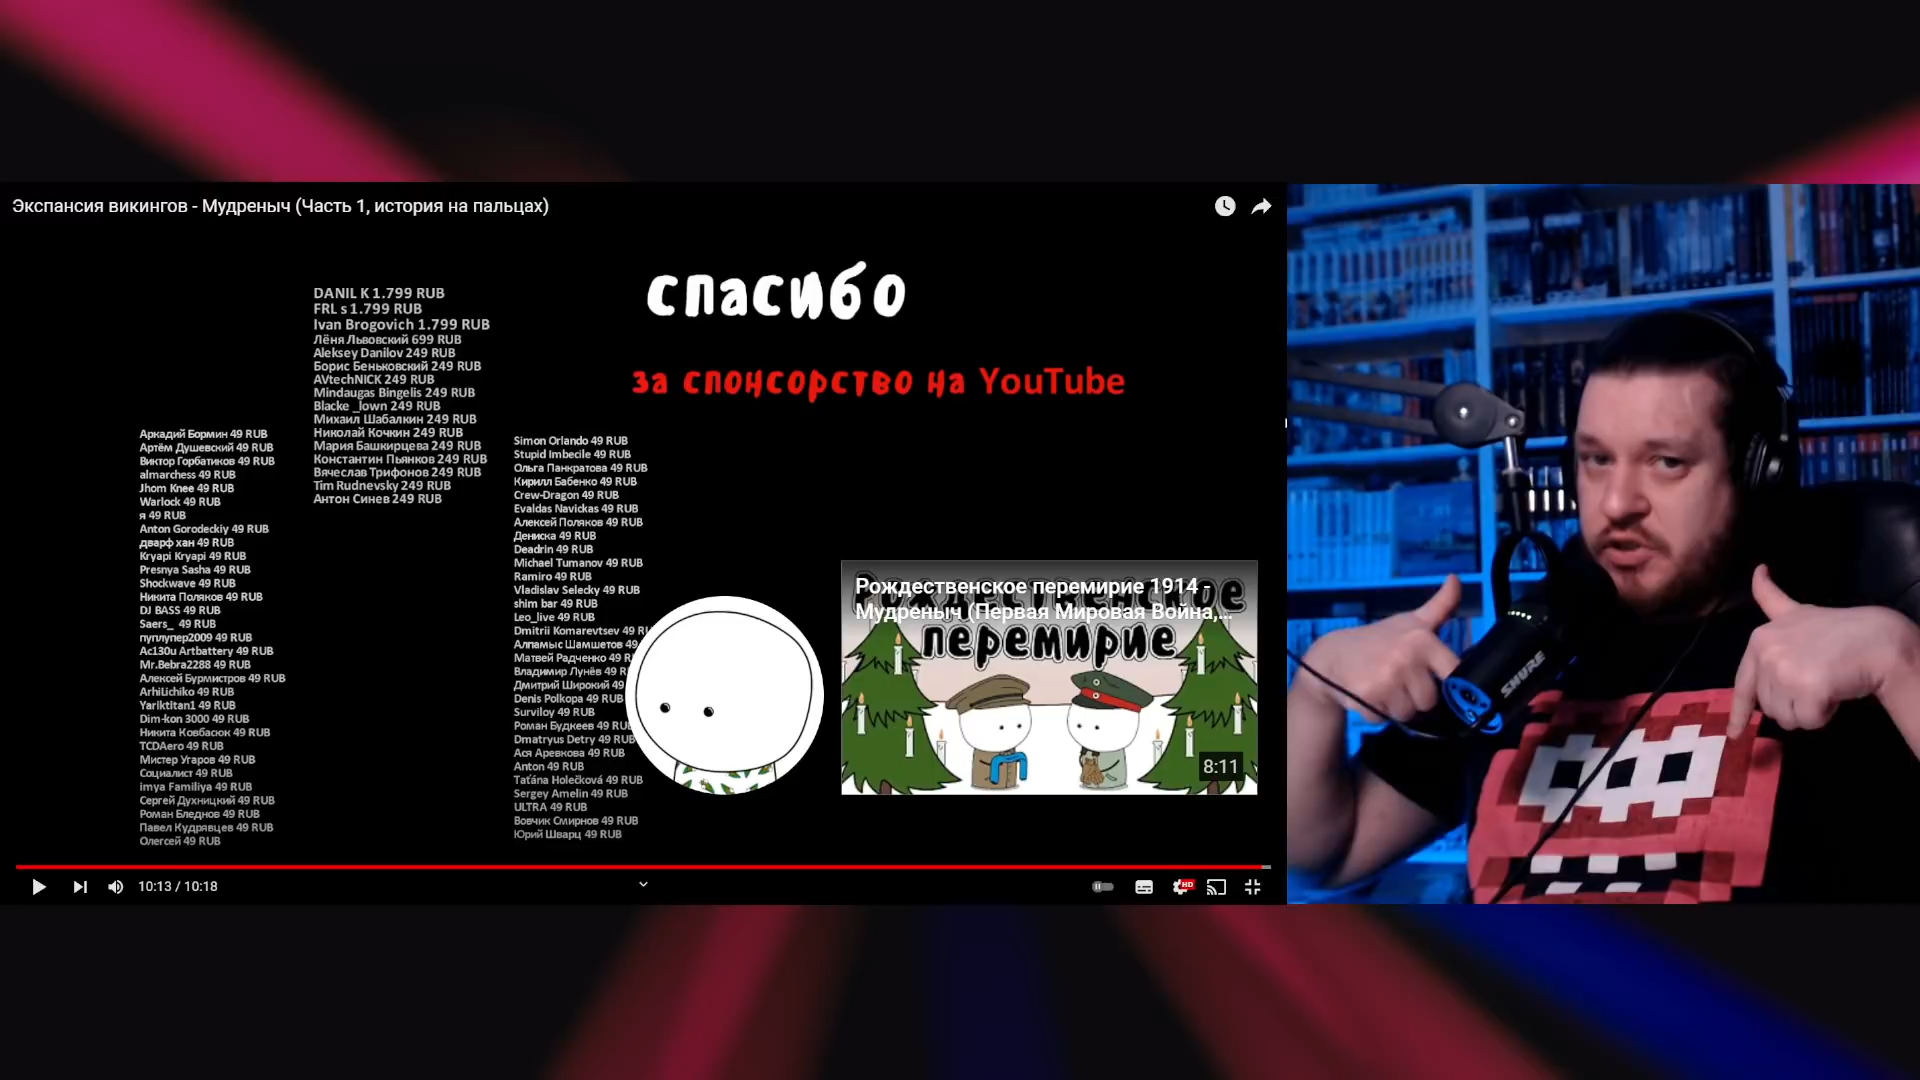 Экспансия викингов - Мудреныч (Часть 1, история на пальцах)
спасибо
за спонсорство на YouTube
DANIL K 1.799 RUB
FRL s 1.799 RUB
Ivan Brogovich 1.799 RUB
Лёня Львовский 699 RUB
Aleksey Danilov 249 RUB
Борис Беньковский 249 RUB
AVtechNICK 249 RUB
Mindaugas Bingelis 249 RUB
Blacke _lown 249 RUB
Михаил Шабалкин 249 RUB
Николай Кочкин 249 RUB
Мария Башкирцева 249 RUB
Константин Пьянков 249 RUB
Вячеслав Трифонов 249 RUB
Tim Rudnevsky 249 RUB
Антон Синев 249 RUB
Аркадий Бормин 49 RUB
Артём Душевский 49 RUB
Виктор Горбатиков 49 RUB
almarchess 49 RUB
Jhom Knee 49 RUB
Warlock 49 RUB
я 49 RUB
Anton Gorodeckiy 49 RUB
дварф хан 49 RUB
Kryapi Kryapi 49 RUB
Presnya Sasha 49 RUB
Shockwave 49 RUB
Никита Поляков 49 RUB
DJ BASS 49 RUB
Saers_ 49 RUB
пуплупер2009 49 RUB
Ac130u Artbattery 49 RUB
Mr.Bebra2288 49 RUB
Алексей Бурмистров 49 RUB
ArhiLichiko 49 RUB
Yariktitan1 49 RUB
Dim-kon 3000 49 RUB
Никита Ковбасюк 49 RUB
TCDAero 49 RUB
Мистер Угаров 49 RUB
Социалист 49 RUB
imya Familiya 49 RUB
Сергей Духницкий 49 RUB
Роман Бледнов 49 RUB
Павел Кудрявцев 49 RUB
Олегсей 49 RUB
Simon Orlando 49 RUB
Stupid Imbecile 49 RUB
Ольга Панкратова 49 RUB
Кирилл Бабенко 49 RUB
Crew-Dragon 49 RUB
Evaldas Navickas 49 RUB
Алексей Поляков 49 RUB
Дениска 49 RUB
Deadrin 49 RUB
Michael Tumanov 49 RUB
Ramiro 49 RUB
Vladislav Selecky 49 RUB
shim bar 49 RUB
Leo_live 49 RUB
Dmitrii Komarevtsev 49 RU
Алпамыс Шамшетов 49
Матвей Радченко 49 R
Владимир Лунёв 49 R
Дмитрий Широкий 49
Denis Polkopa 49 RUB
Surviloy 49 RUB
Роман Будкеев 49 RUB
Dmatryus Detry 49 RUB
Ася Аревкова 49 RUB
Anton 49 RUB
Taťána Holečková 49 RUB
Sergey Amelin 49 RUB
ULTRA 49 RUB
Вовчик Смирнов 49 RUB
Юрий Шварц 49 RUB
Рождественское перемирие 1914 -
Мудреныч (Первая Мировая Война,...
Рождественское
перемирие
8:11
10:13 / 10:18
HD
SHURE